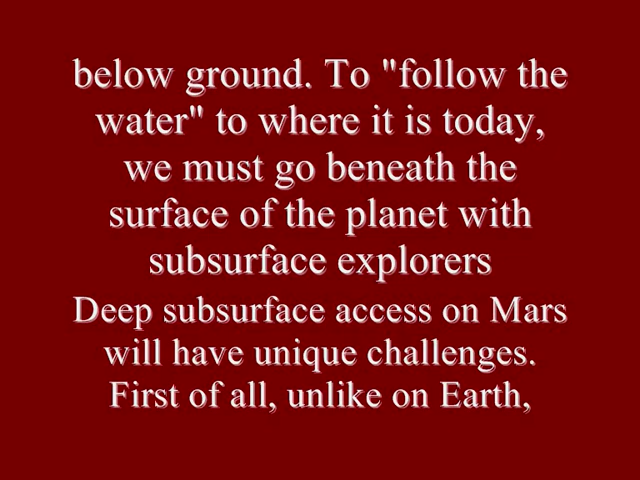 below ground. To "follow the
water" to where it is today,
we must go beneath the
surface of the planet with
subsurface explorers
Deep subsurface access on Mars
will have unique challenges.
First of all, unlike on Earth,